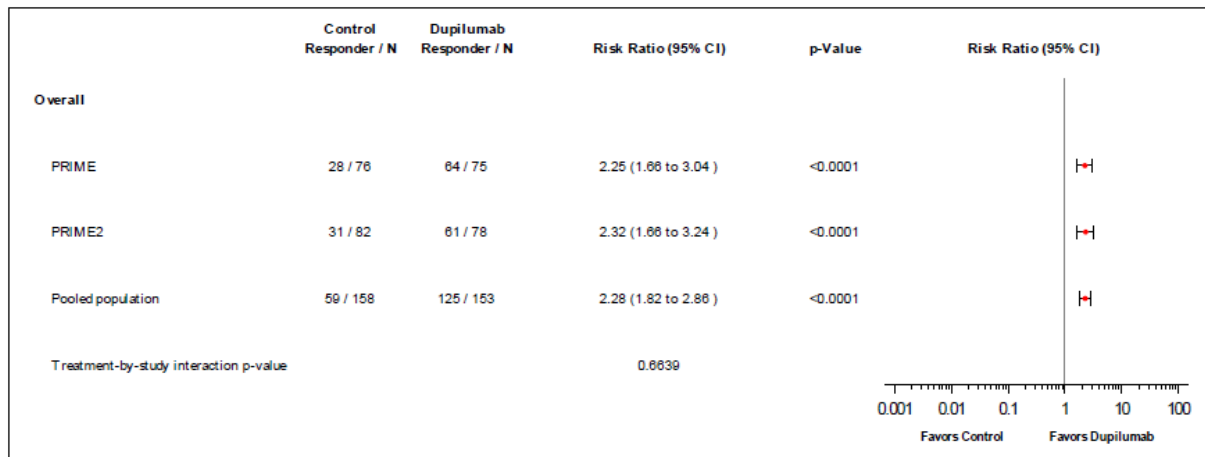 Control Dupilumab
Responder / N Responder / N Risk Ratio (95% CI) p-Value Risk Ratio (95% CI)
Overall
PRIME 28 / 76 64 / 75 2.25 (1.66 to 3.04 ) <0.0001
PRIME2 31 / 82 61 / 78 2.32 (1.66 to 3.24 ) <0.0001
Pooled population 59 / 158 125 / 153 2.28 (1.82 to 2.86 ) <0.0001
Treatment-by-study interaction p-value 0.6639
0.001 0.01 0.1 1 10 100
Favors Control Favors Dupilumab